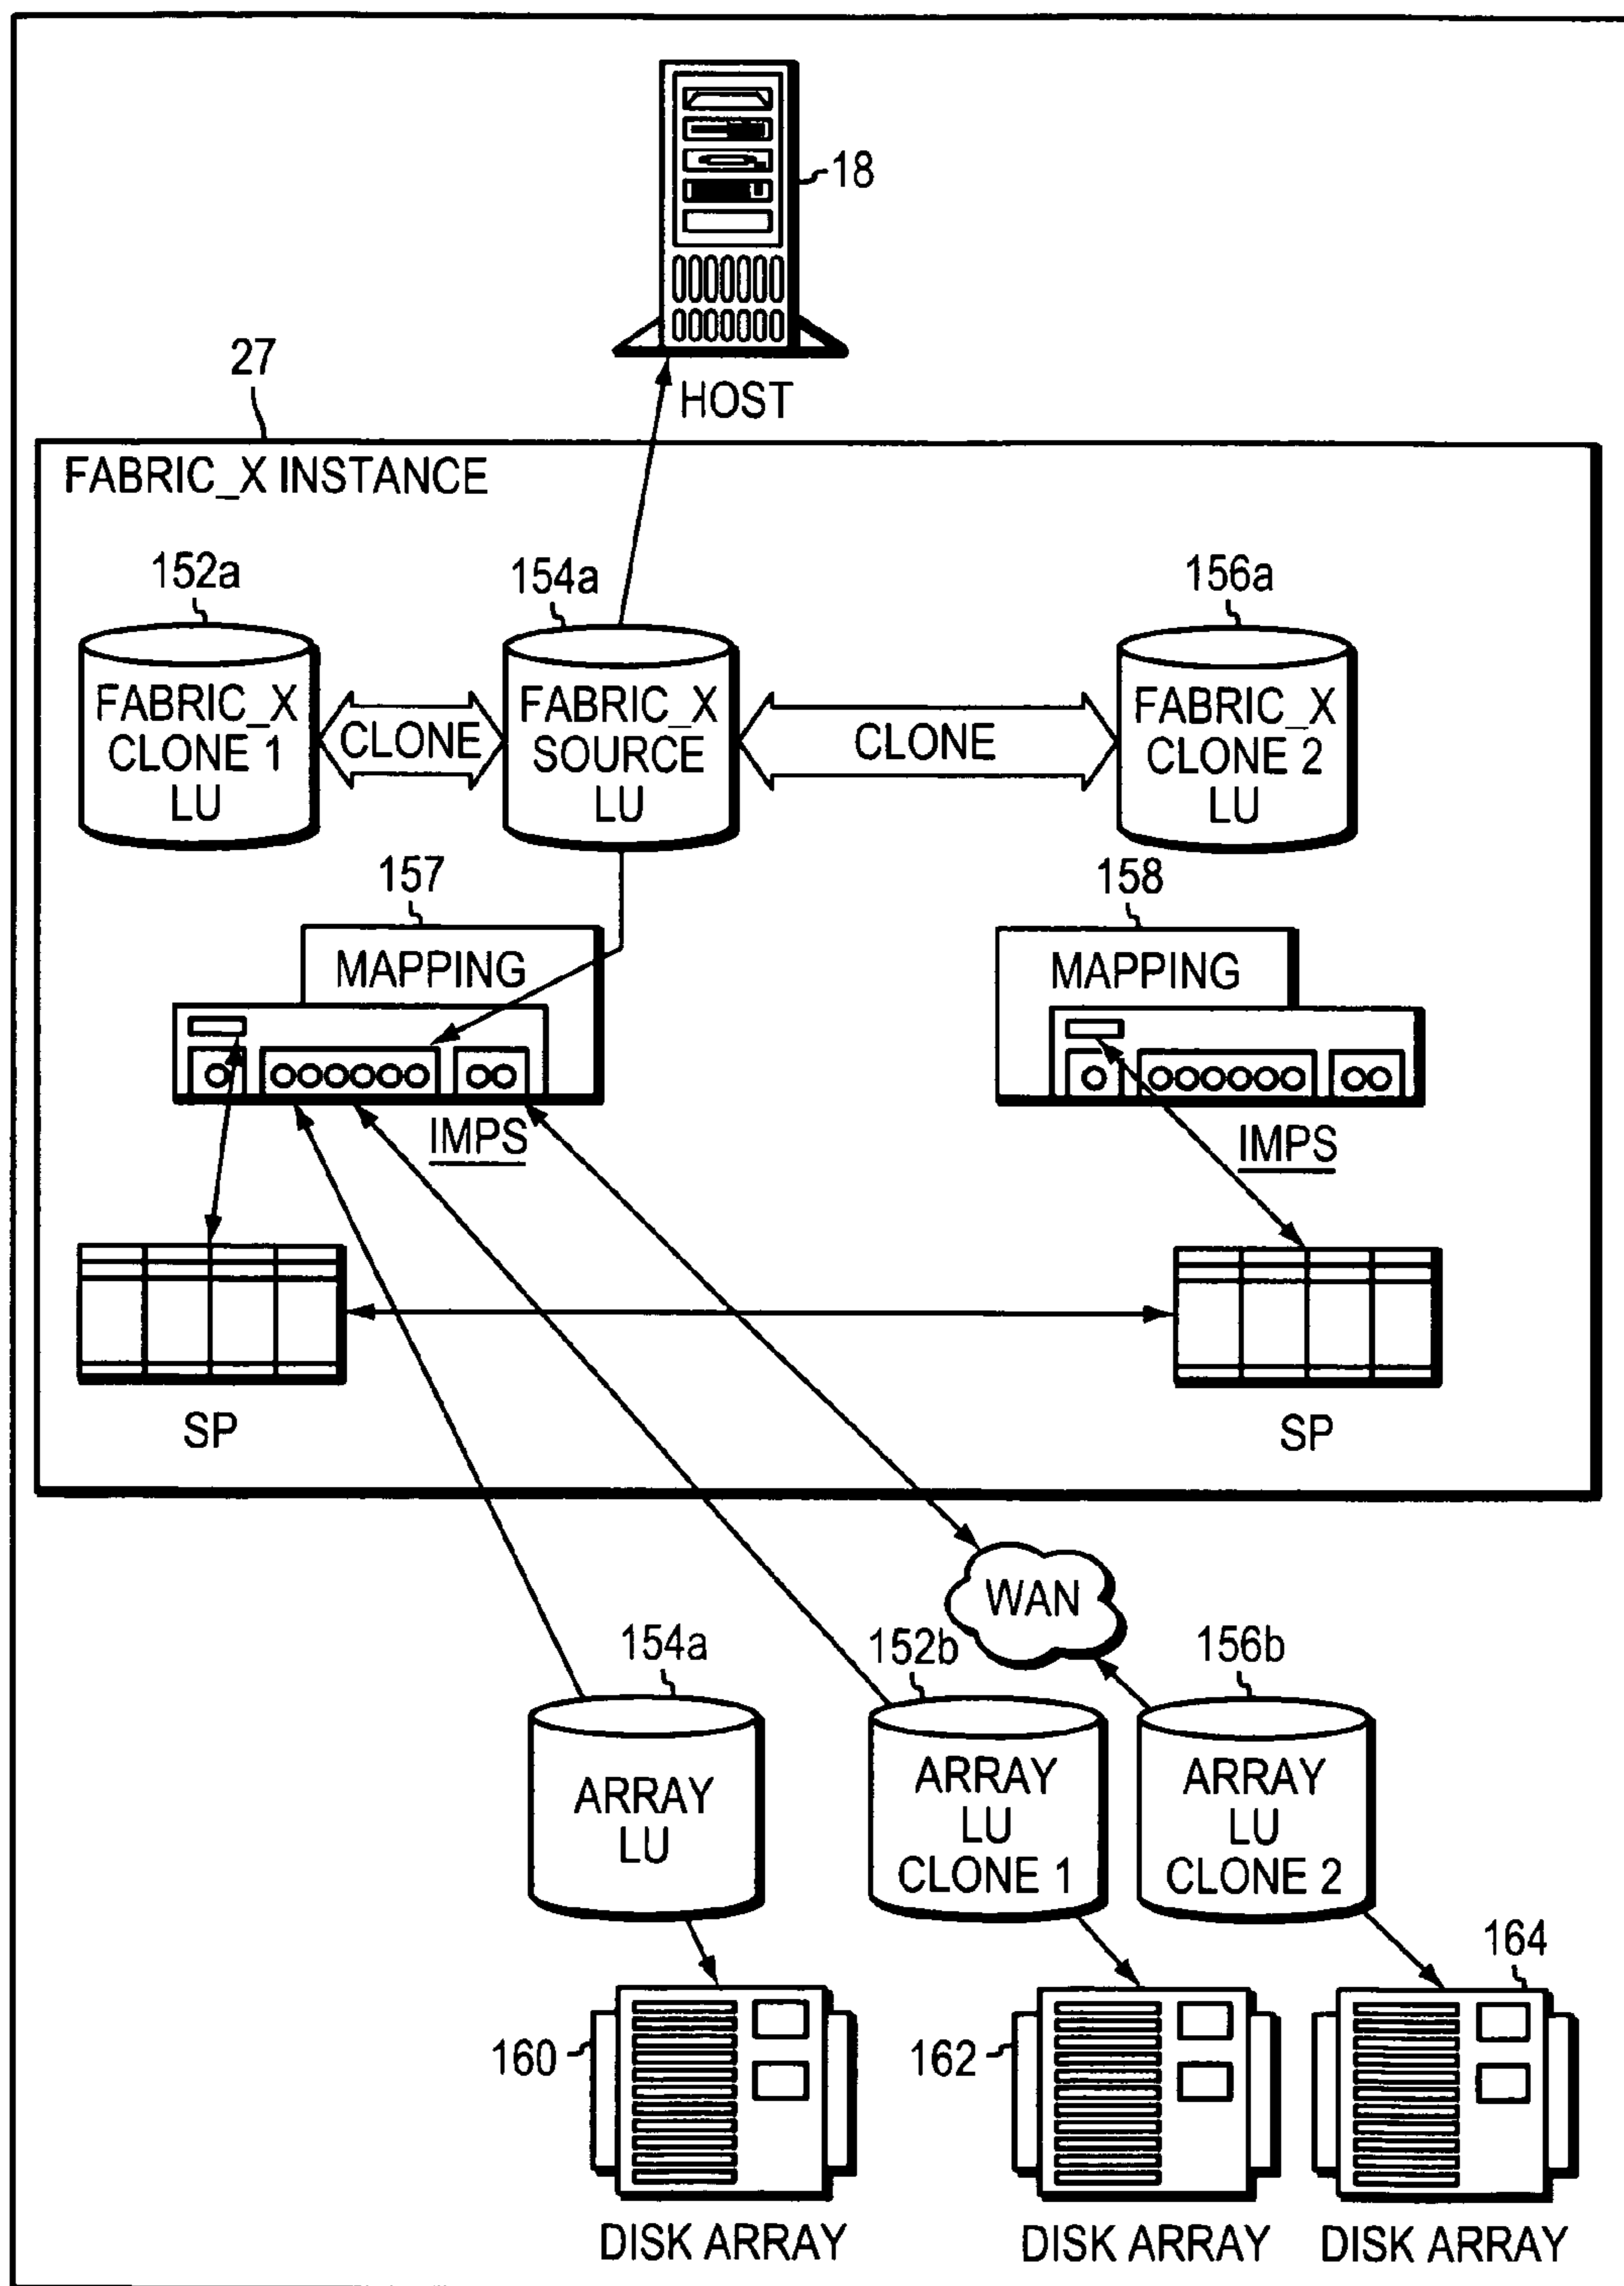 18
HOST
27
FABRIC_X INSTANCE
152a
154a
156a
FABRIC_X
CLONE 1
LU
CLONE
FABRIC_X
SOURCE
LU
CLONE
FABRIC_X
CLONE 2
LU
157
158
MAPPING
MAPPING
IMPS
IMPS
SP
SP
WAN
154a
152b
156b
ARRAY
LU
ARRAY
LU
CLONE 1
ARRAY
LU
CLONE 2
164
160
162
DISK ARRAY
DISK ARRAY
DISK ARRAY